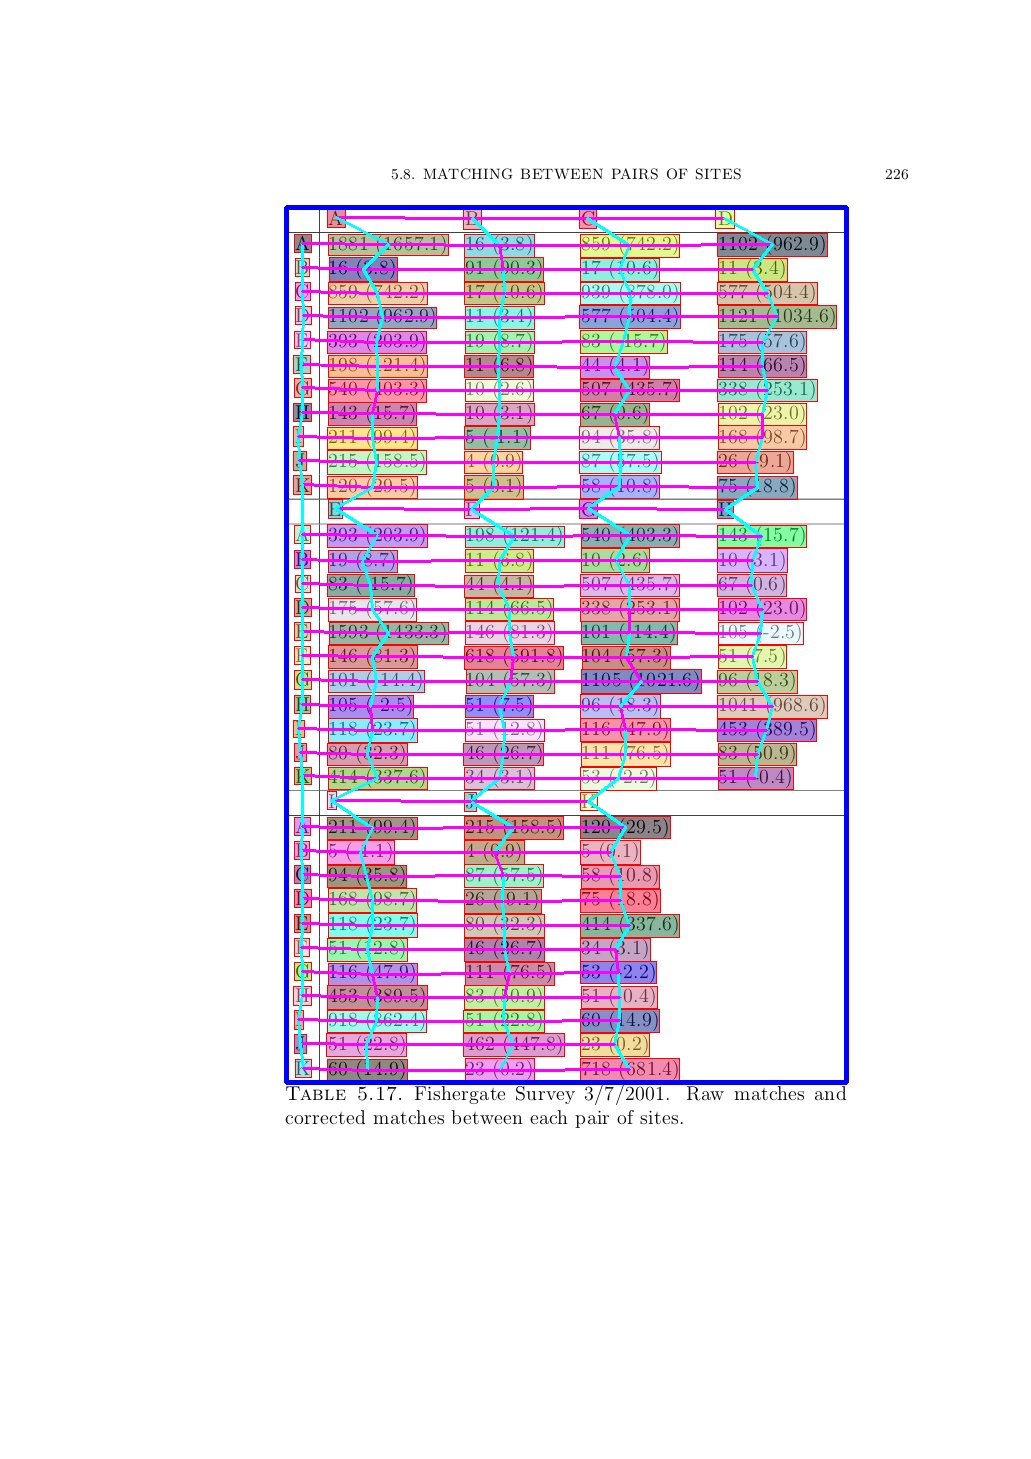 5.8. MATCHING BETWEEN PAIRS OF SITES 226
A B C D
A 1881 (1657.1) 16 (3.8) 859 (742.2) 1102 (962.9)
B 16 (3.8) 91 (90.3) 17 (10.6) 11 (3.4)
C 859 (742.2) 17 (10.6) 939 (878.0) 577 (504.4)
D 1102 (962.9) 11 (3.4) 577 (504.4) 1121 (1034.6)
E 393 (203.9) 19 (8.7) 83 (-15.7) 175 (57.6)
F 198 (121.4) 11 (6.8) 44 (4.1) 114 (66.5)
G 540 (403.3) 10 (2.6) 507 (435.7) 338 (253.1)
H 143 (15.7) 10 (3.1) 67 (0.6) 102 (23.0)
I 211 (99.4) 5 (-4.1) 94 (35.8) 168 (98.7)
J 215 (158.5) 4 (0.9) 87 (57.5) 26 (-9.1)
K 120 (29.5) 5 (0.1) 58 (10.8) 75 (18.8)
E F G H
A 393 (203.9) 198 (121.4) 540 (403.3) 143 (15.7)
B 19 (8.7) 11 (6.8) 10 (2.6) 10 (3.1)
C 83 (-15.7) 44 (4.1) 507 (435.7) 67 (0.6)
D 175 (57.6) 114 (66.5) 338 (253.1) 102 (23.0)
E 1593 (1433.3) 146 (81.3) 101 (-14.4) 105 (-2.5)
F 146 (81.3) 618 (591.8) 104 (57.3) 51 (7.5)
G 101 (-14.4) 104 (57.3) 1105 (1021.6) 96 (18.3)
H 105 (-2.5) 51 (7.5) 96 (18.3) 1041 (968.6)
I 118 (23.7) 51 (12.8) 116 (47.9) 453 (389.5)
J 80 (32.3) 46 (26.7) 111 (76.5) 83 (50.9)
K 414 (337.6) 34 (3.1) 53 (-2.2) 51 (-0.4)
I J K
A 211 (99.4) 215 (158.5) 120 (29.5)
B 5 (-4.1) 4 (0.9) 5 (0.1)
C 94 (35.8) 87 (57.5) 58 (10.8)
D 168 (98.7) 26 (-9.1) 75 (18.8)
E 118 (23.7) 80 (32.3) 414 (337.6)
F 51 (12.8) 46 (26.7) 34 (3.1)
G 116 (47.9) 111 (76.5) 53 (-2.2)
H 453 (389.5) 83 (50.9) 51 (-0.4)
I 918 (862.4) 51 (22.8) 60 (14.9)
J 51 (22.8) 462 (447.8) 23 (0.2)
K 60 (14.9) 23 (0.2) 718 (681.4)
TABLE 5.17. Fishergate Survey 3/7/2001. Raw matches and
corrected matches between each pair of sites.